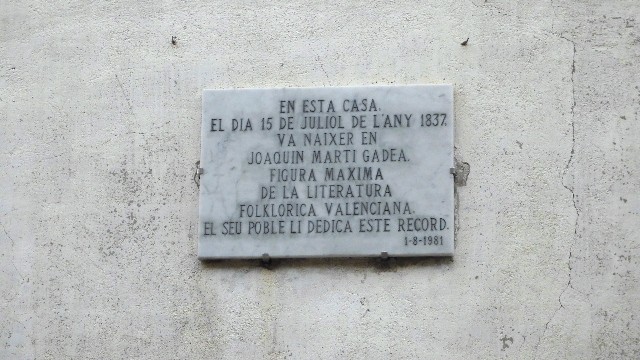 EN ESTA CASA.
EL DIA 15 DE JULIOL DE L'ANY 1837.
VA NAIXER EN
JOAQUIN MARTI GADEA.
FIGURA MAXIMA
DE LA LITERATURA
FOLKLORICA VALENCIANA.
EL SEU POBLE LI DEDICA ESTE RECORD.
1-8-1981